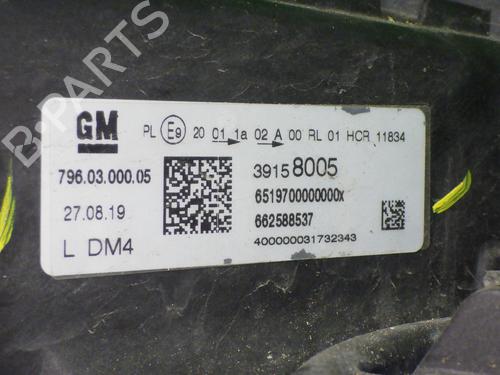 B-PARTS
GM
PL E9 20 01 1a 02 A 00 RL 01 HCR 11834
796.03.000.05
39158005
6519700000000X
27.08.19
662588537
L DM4
400000031732343